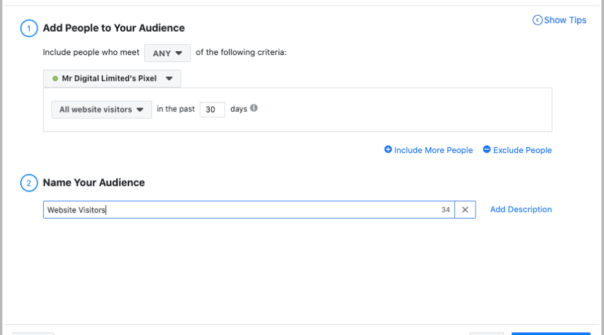 Show Tips
1 Add People to Your Audience
Include people who meet ANY of the following criteria:
Mr Digital Limited's Pixel
All website visitors in the past 30 days
Include More People Exclude People
2 Name Your Audience
Website Visitors 34 Add Description